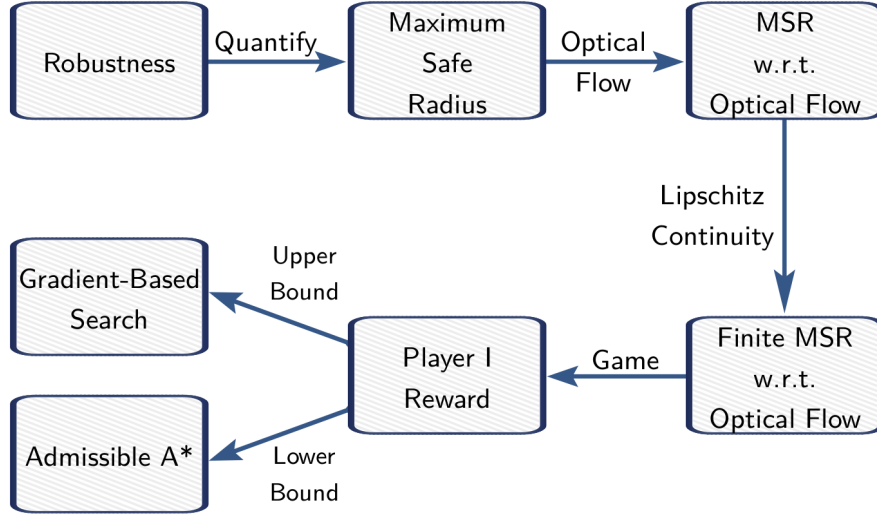 Robustness
Quantify
Maximum
Safe
Radius
Optical
Flow
MSR
w.r.t.
Optical Flow
Lipschitz
Continuity
Finite MSR
w.r.t.
Optical Flow
Game
Player I
Reward
Upper
Bound
Gradient-Based
Search
Lower
Bound
Admissible A*